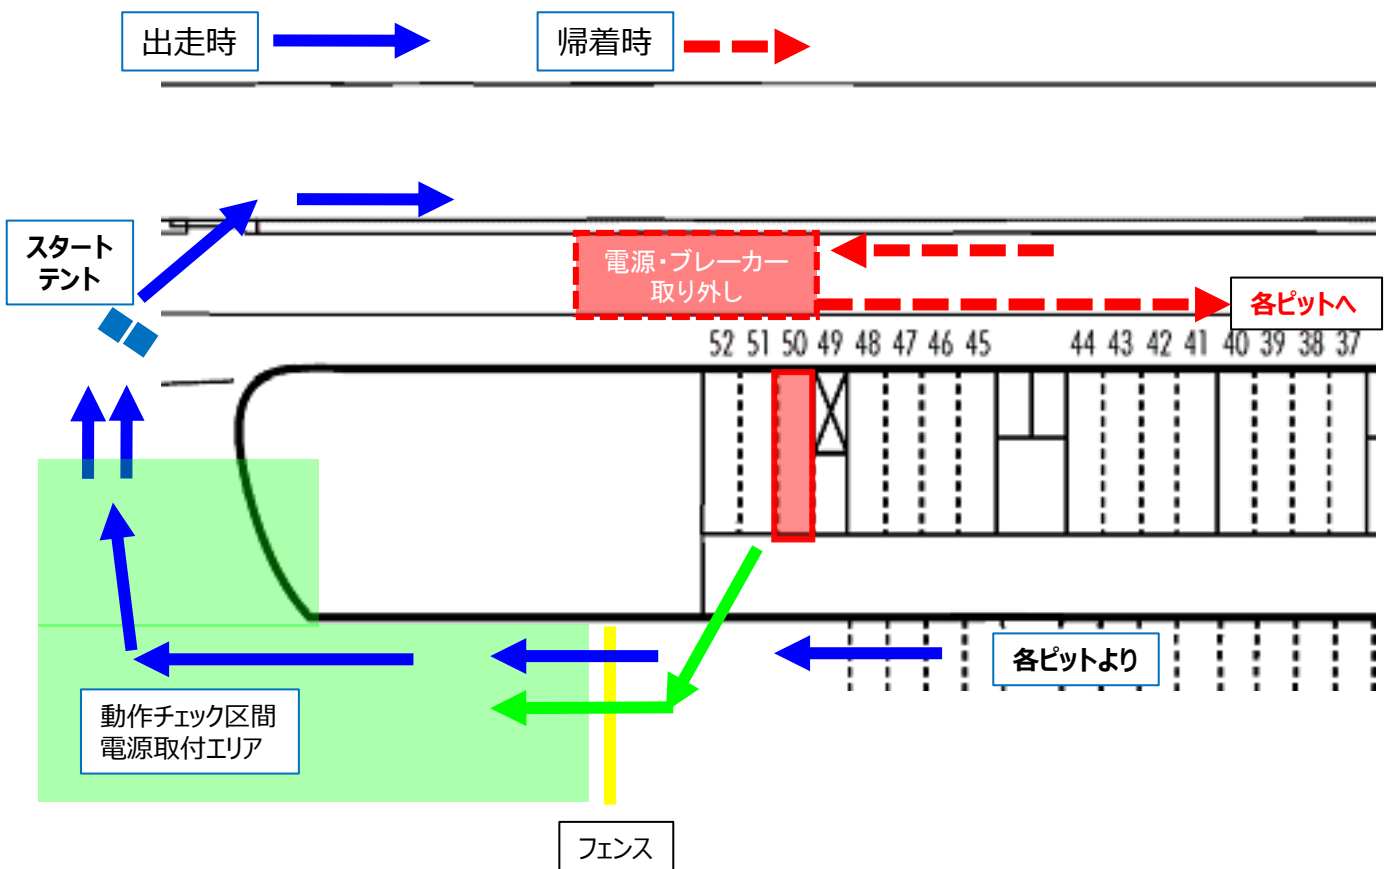 出走時
帰着時
スタート
テント
電源・ブレーカー
取り外し
各ピットへ
52 51 50 49 48 47 46 45 44 43 42 41 40 39 38 37
各ピットより
動作チェック区間
電源取付エリア
フェンス